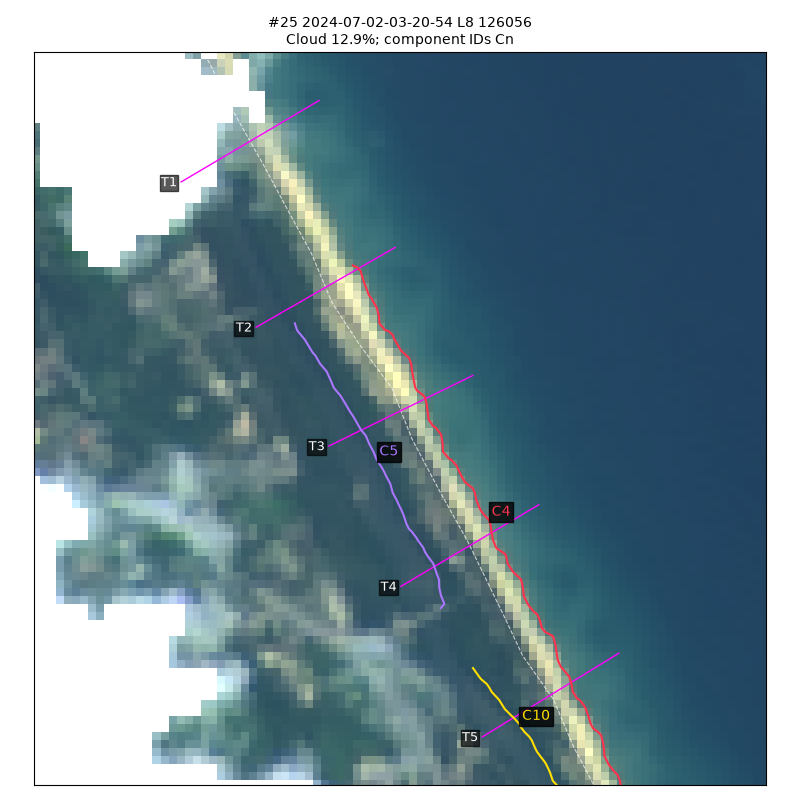 #25 2024-07-02-03-20-54 L8 126056
Cloud 12.9%; component IDs Cn
T1
T2
T3
C5
C4
T4
C10
T5